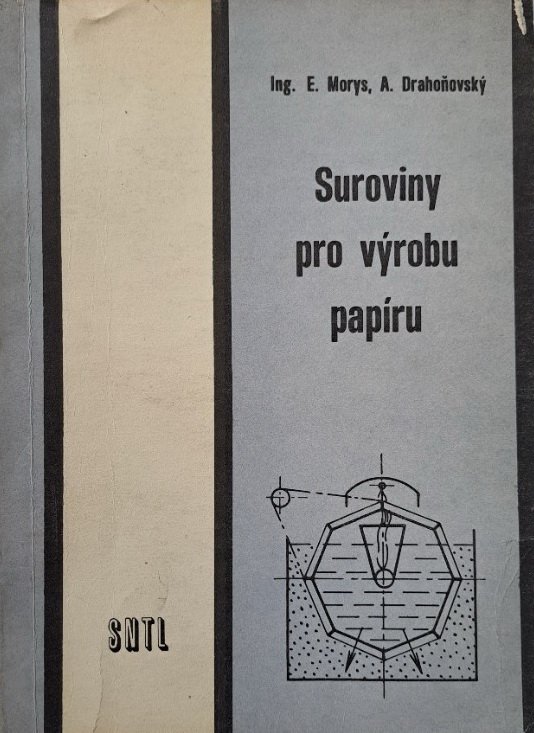 Ing. E. Morys, A. Drahoňovský
Suroviny
pro výrobu
papíru
SNTL